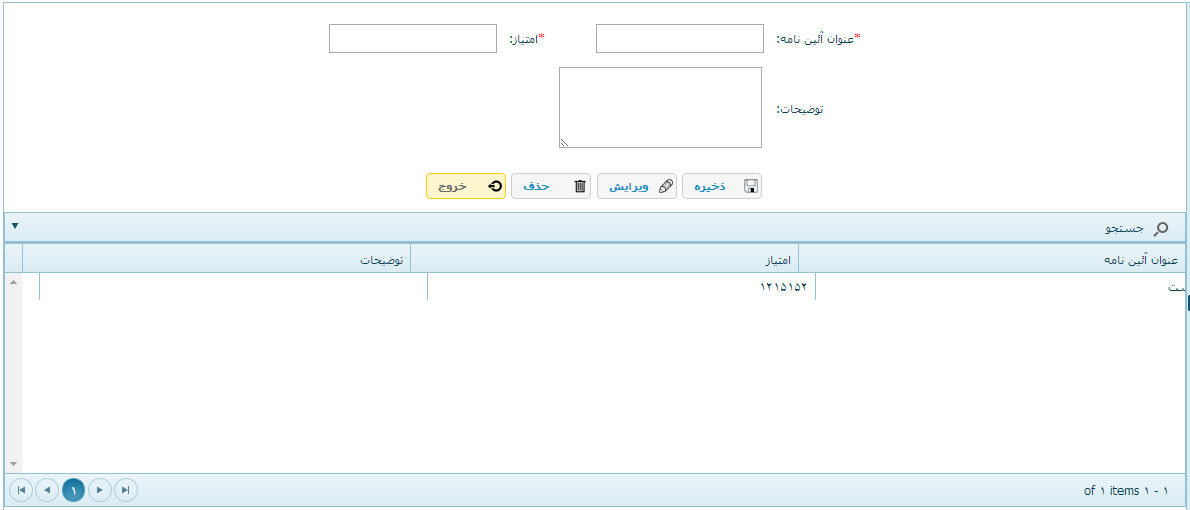 *عنوان آئین نامه: *امتیاز:
توضیحات:
ذخیره ویرایش حذف خروج
جستجو
عنوان آئین نامه امتیاز توضیحات
ست ۱۲۱۵۱۵۲
۱
of ۱ items ۱ - ۱